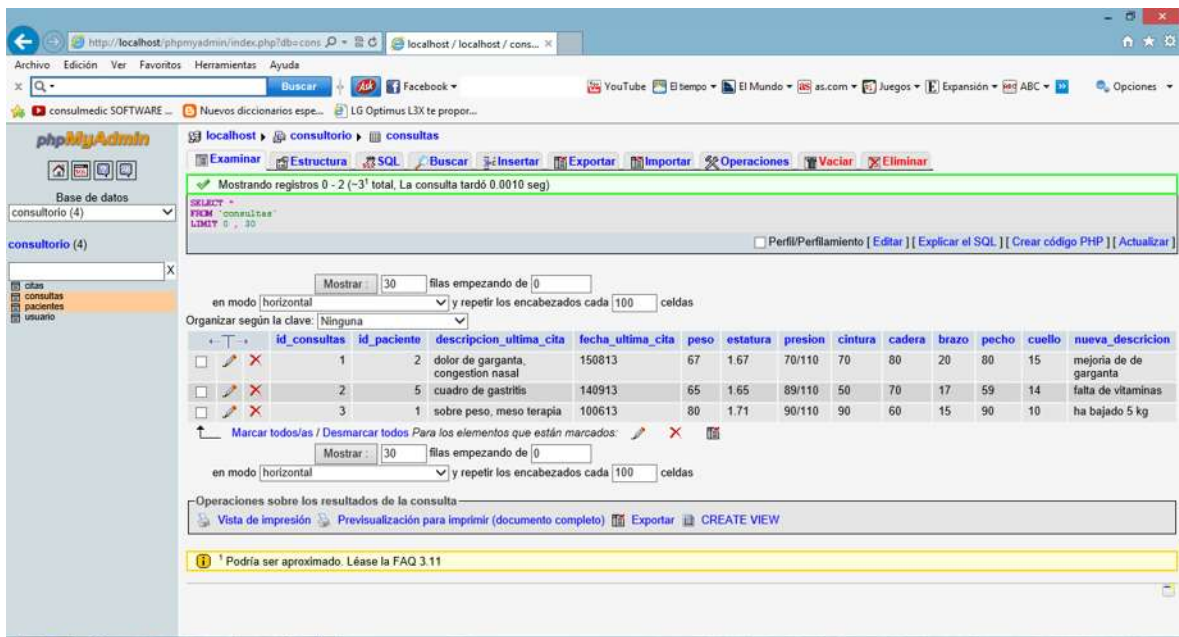 http://localhost/phpmyadmin/index.php?db=cons
localhost / localhost / cons...
Archivo Edición Ver Favoritos Herramientas Ayuda
Buscar Facebook YouTube El tiempo El Mundo as.com Juegos Expansión ABC Opciones
consulmedic SOFTWARE ... Nuevos diccionarios espe... LG Optimus L3X te propor...
phpMyAdmin
Base de datos
consultorio (4)
consultorio (4)
X
citas
consultas
pacientes
usuario
localhost consultorio consultas
Examinar Estructura SQL Buscar Insertar Exportar Importar Operaciones Vaciar Eliminar
Mostrando registros 0 - 2 (~3¹ total, La consulta tardó 0.0010 seg)
SELECT *
FROM `consultas`
LIMIT 0 , 30
Perfil/Perfilamiento [ Editar ] [ Explicar el SQL ] [ Crear código PHP ] [ Actualizar ]
Mostrar : 30 filas empezando de 0
en modo horizontal y repetir los encabezados cada 100 celdas
Organizar según la clave: Ninguna
←T→ id_consultas id_paciente descripcion_ultima_cita fecha_ultima_cita peso estatura presion cintura cadera brazo pecho cuello nueva_descricion
1 2 dolor de garganta, congestion nasal 150813 67 1.67 70/110 70 80 20 80 15 mejoria de de garganta
2 5 cuadro de gastritis 140913 65 1.65 89/110 50 70 17 59 14 falta de vitaminas
3 1 sobre peso, meso terapia 100613 80 1.71 90/110 90 60 15 90 10 ha bajado 5 kg
Marcar todos/as / Desmarcar todos Para los elementos que están marcados:
Mostrar : 30 filas empezando de 0
en modo horizontal y repetir los encabezados cada 100 celdas
Operaciones sobre los resultados de la consulta
Vista de impresión Previsualización para imprimir (documento completo) Exportar CREATE VIEW
¹ Podría ser aproximado. Léase la FAQ 3.11